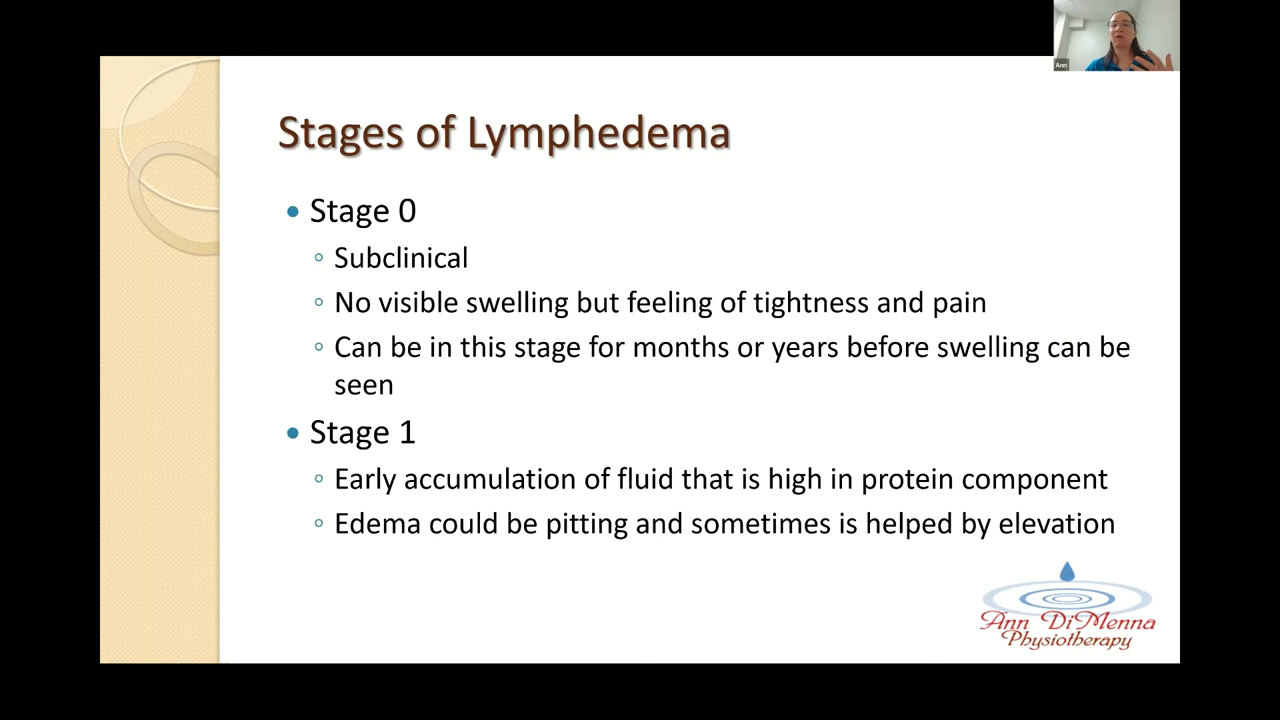 Ann
Stages of Lymphedema
• Stage 0
◦ Subclinical
◦ No visible swelling but feeling of tightness and pain
◦ Can be in this stage for months or years before swelling can be
seen
• Stage 1
◦ Early accumulation of fluid that is high in protein component
◦ Edema could be pitting and sometimes is helped by elevation
Ann DiMenna
Physiotherapy